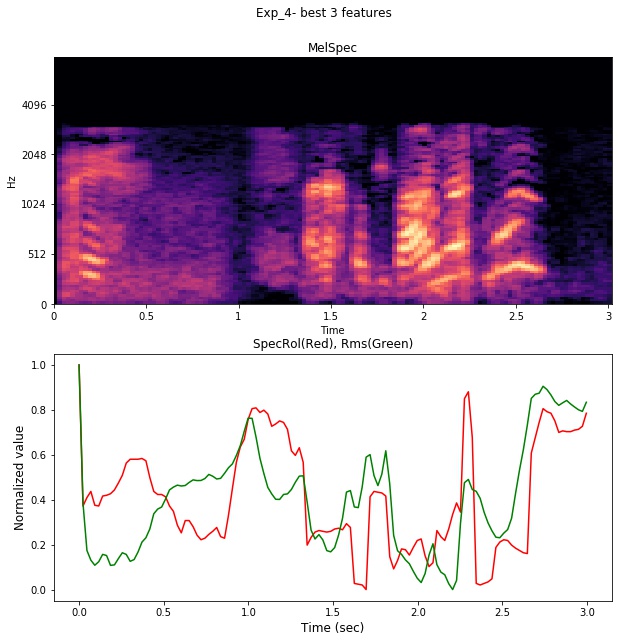 Exp_4- best 3 features
MelSpec
4096
2048
1024
512
0
Hz
0 0.5 1 1.5 2 2.5 3
Time
SpecRol(Red), Rms(Green)
1.0
0.8
0.6
0.4
0.2
0.0
Normalized value
0.0 0.5 1.0 1.5 2.0 2.5 3.0
Time (sec)